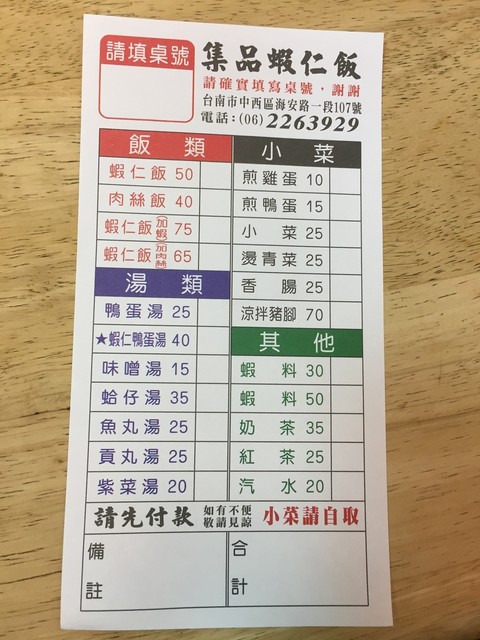 請填桌號
集品蝦仁飯
請確實填寫桌號，謝謝
台南市中西區海安路一段107號
電話：(06)2263929
飯類
蝦仁飯 50
肉絲飯 40
蝦仁飯(加蝦) 75
蝦仁飯(加肉絲) 65
湯類
鴨蛋湯 25
★蝦仁鴨蛋湯 40
味噌湯 15
蛤仔湯 35
魚丸湯 25
貢丸湯 25
紫菜湯 20
小菜
煎雞蛋 10
煎鴨蛋 15
小菜 25
燙青菜 25
香腸 25
涼拌豬腳 70
其他
蝦料 30
蝦料 50
奶茶 35
紅茶 25
汽水 20
請先付款
如有不便
敬請見諒
小菜請自取
備註
合計